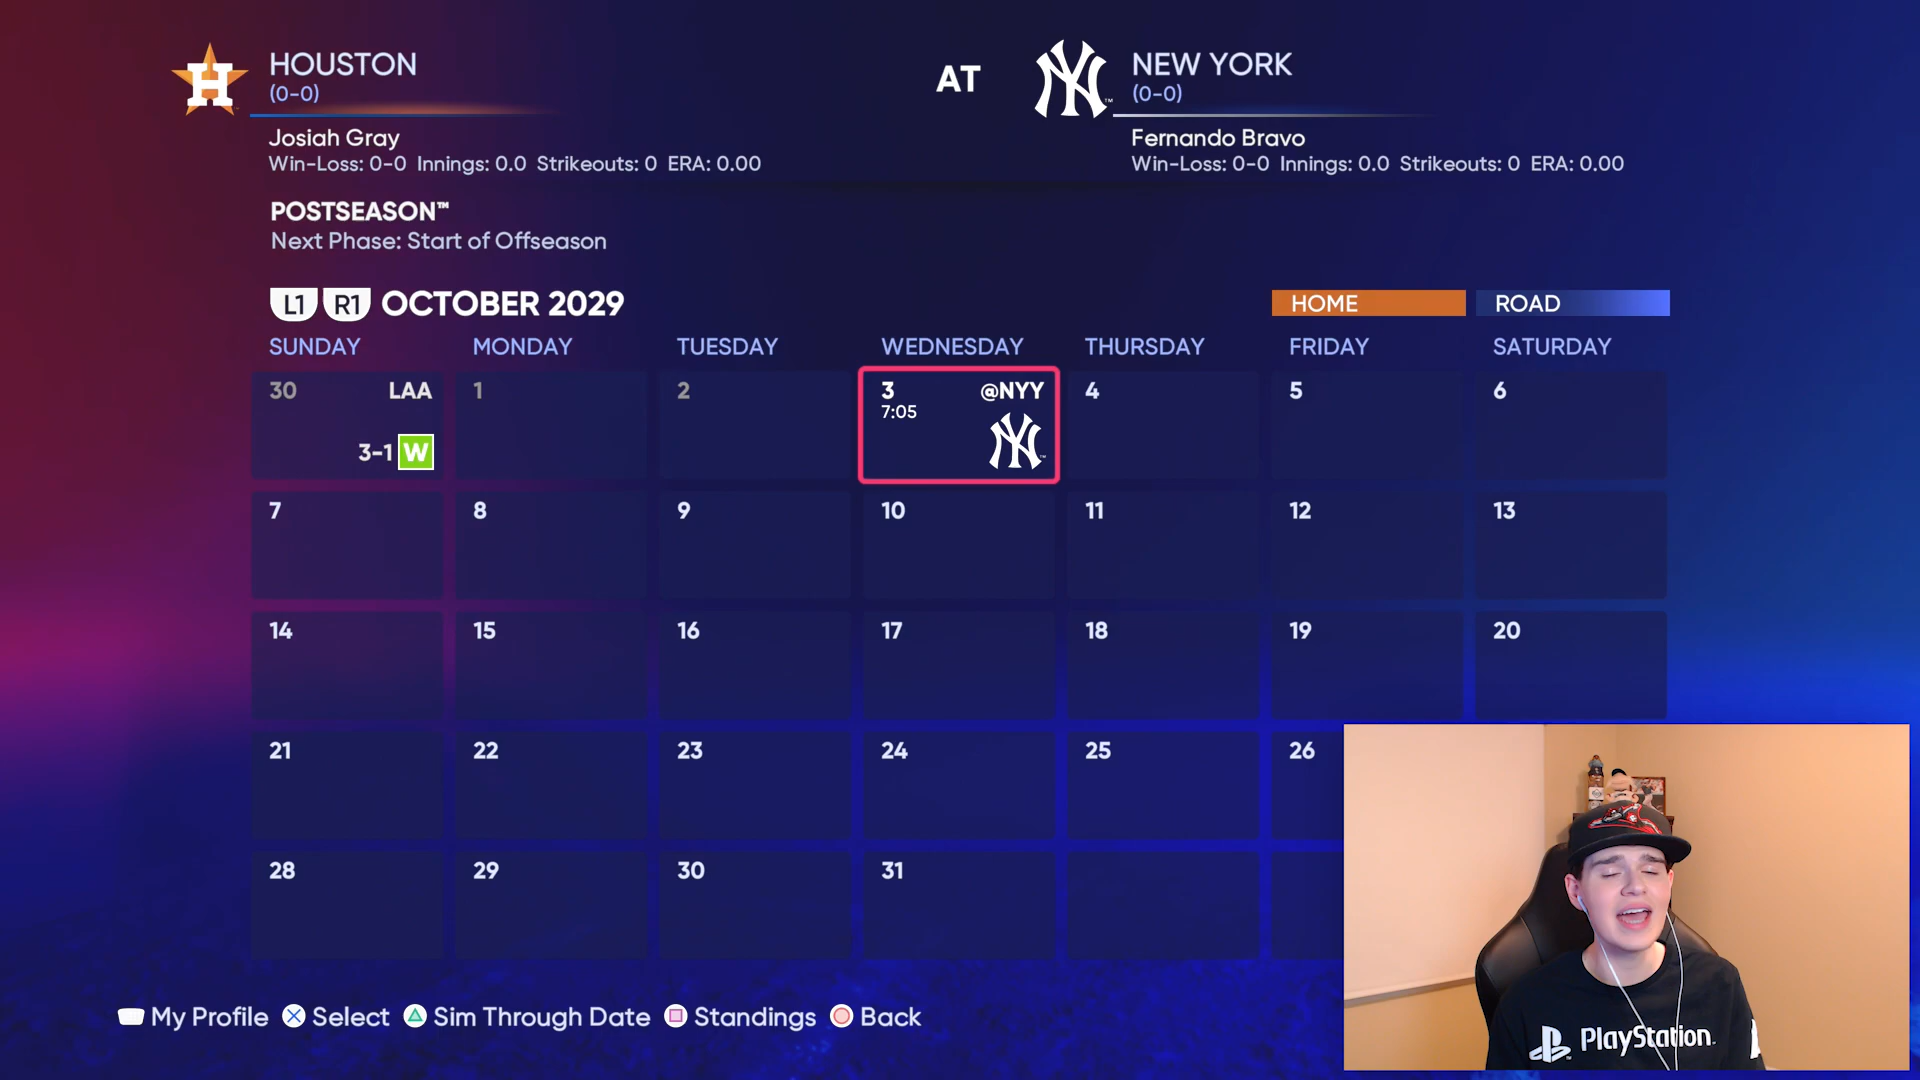 HOUSTON
(0-0)
Josiah Gray
Win-Loss: 0-0 Innings: 0.0 Strikeouts: 0 ERA: 0.00
AT
NEW YORK
(0-0)
Fernando Bravo
Win-Loss: 0-0 Innings: 0.0 Strikeouts: 0 ERA: 0.00
POSTSEASON™
Next Phase: Start of Offseason
L1 R1 OCTOBER 2029
HOME ROAD
SUNDAY MONDAY TUESDAY WEDNESDAY THURSDAY FRIDAY SATURDAY
30 LAA 1 2 3 @NYY 4 5 6
7:05
3-1 W
7 8 9 10 11 12 13
14 15 16 17 18 19 20
21 22 23 24 25 26
28 29 30 31
My Profile Select Sim Through Date Standings Back
PlayStation